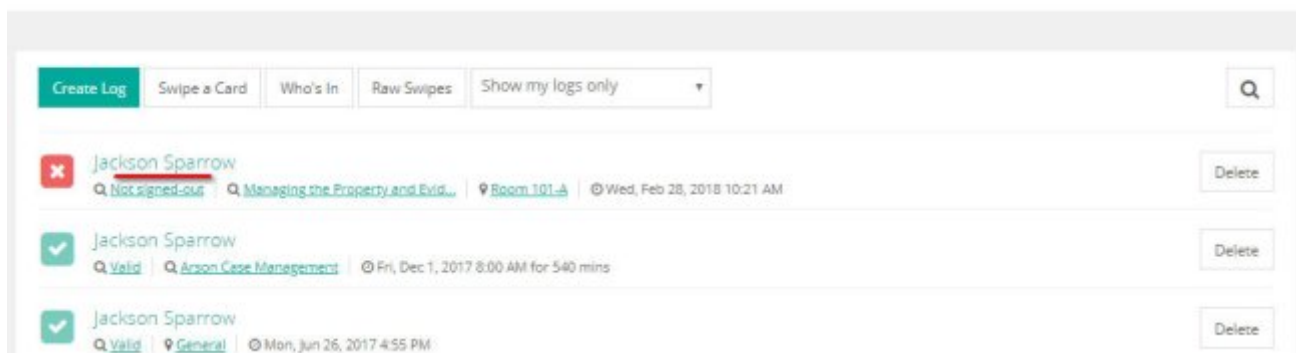 Create Log Swipe a Card Who's In Raw Swipes Show my logs only
Jackson Sparrow
Not signed-out Managing the Property and Evid... Room 101-A Wed, Feb 28, 2018 10:21 AM
Delete
Jackson Sparrow
Valid Arson Case Management Fri, Dec 1, 2017 8:00 AM for 540 mins
Delete
Jackson Sparrow
Valid General Mon, Jun 26, 2017 4:55 PM
Delete